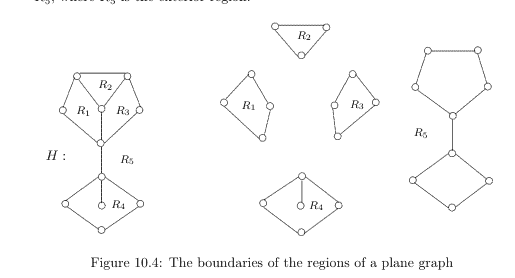 R5, where R5 is the exterior region.
R2
R2
R1 R3 R1 R3
R5
H : R5
R4 R4
Figure 10.4: The boundaries of the regions of a plane graph